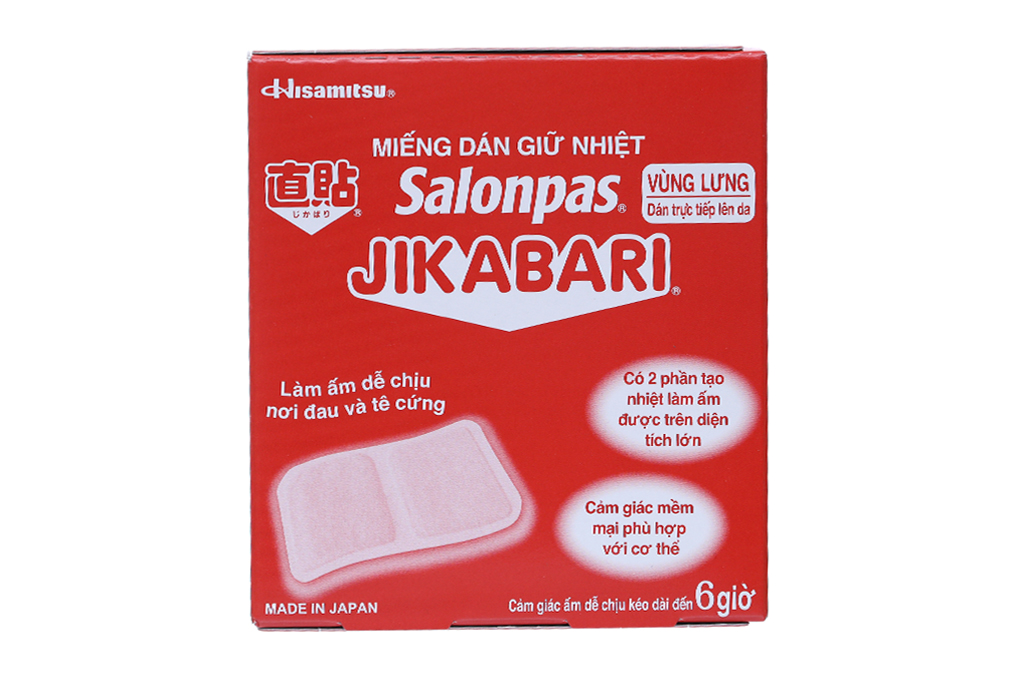 Hisamitsu®
MIẾNG DÁN GIỮ NHIỆT
直貼®
じかばり
Salonpas®
VÙNG LƯNG
Dán trực tiếp lên da
JIKABARI®
Làm ấm dễ chịu
nơi đau và tê cứng
Có 2 phần tạo
nhiệt làm ấm
được trên diện
tích lớn
Cảm giác mềm
mại phù hợp
với cơ thể
MADE IN JAPAN
Cảm giác ấm dễ chịu kéo dài đến 6 giờ